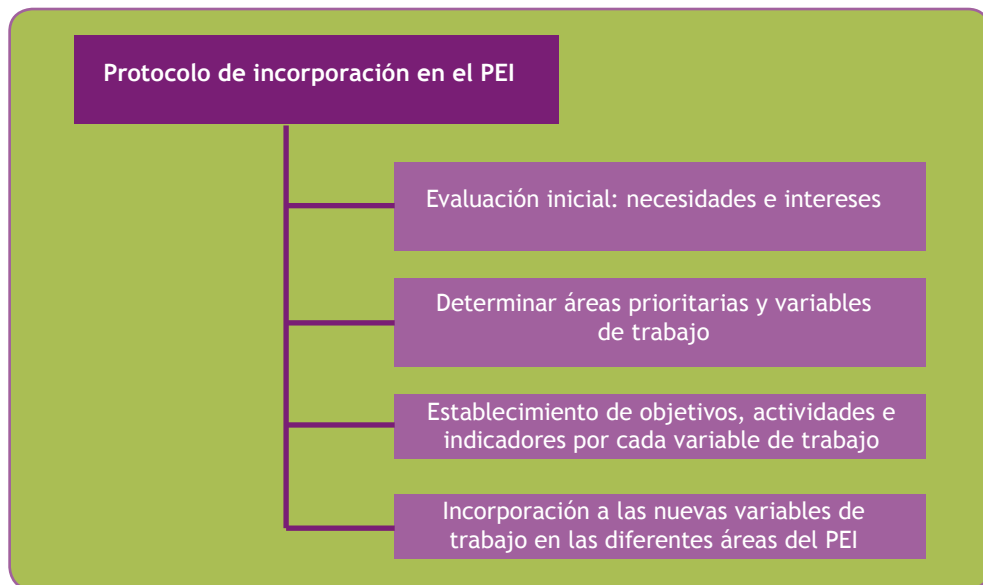 Protocolo de incorporación en el PEI
Evaluación inicial: necesidades e intereses
Determinar áreas prioritarias y variables
de trabajo
Establecimiento de objetivos, actividades e
indicadores por cada variable de trabajo
Incorporación a las nuevas variables de
trabajo en las diferentes áreas del PEI